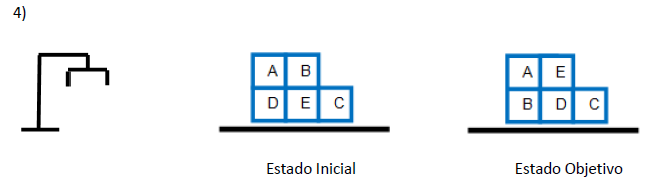 4)
A B
D E C
Estado Inicial
A E
B D C
Estado Objetivo